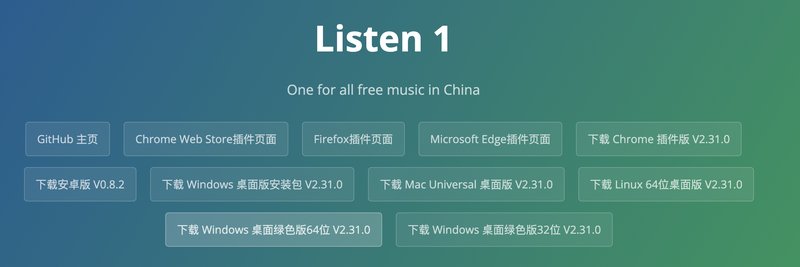 Listen 1
One for all free music in China
GitHub 主页
Chrome Web Store插件页面
Firefox插件页面
Microsoft Edge插件页面
下载 Chrome 插件版 V2.31.0
下载安卓版 V0.8.2
下载 Windows 桌面版安装包 V2.31.0
下载 Mac Universal 桌面版 V2.31.0
下载 Linux 64位桌面版 V2.31.0
下载 Windows 桌面绿色版64位 V2.31.0
下载 Windows 桌面绿色版32位 V2.31.0